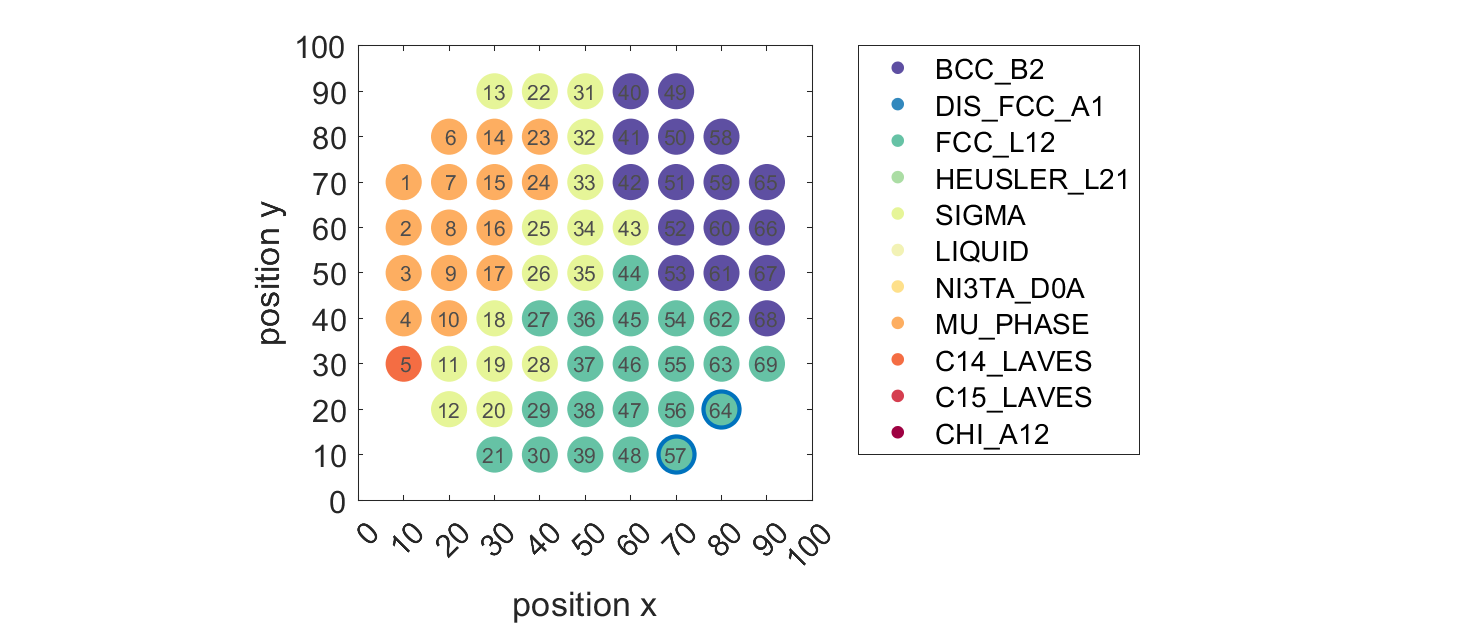 100
90 13 22 31 40 49
80 6 14 23 32 41 50 58
70 1 7 15 24 33 42 51 59 65
60 2 8 16 25 34 43 52 60 66
50 3 9 17 26 35 44 53 61 67
40 4 10 18 27 36 45 54 62 68
30 5 11 19 28 37 46 55 63 69
20 12 20 29 38 47 56 64
10 21 30 39 48 57
0
position y
0 10 20 30 40 50 60 70 80 90 100
position x
BCC_B2
DIS_FCC_A1
FCC_L12
HEUSLER_L21
SIGMA
LIQUID
NI3TA_D0A
MU_PHASE
C14_LAVES
C15_LAVES
CHI_A12